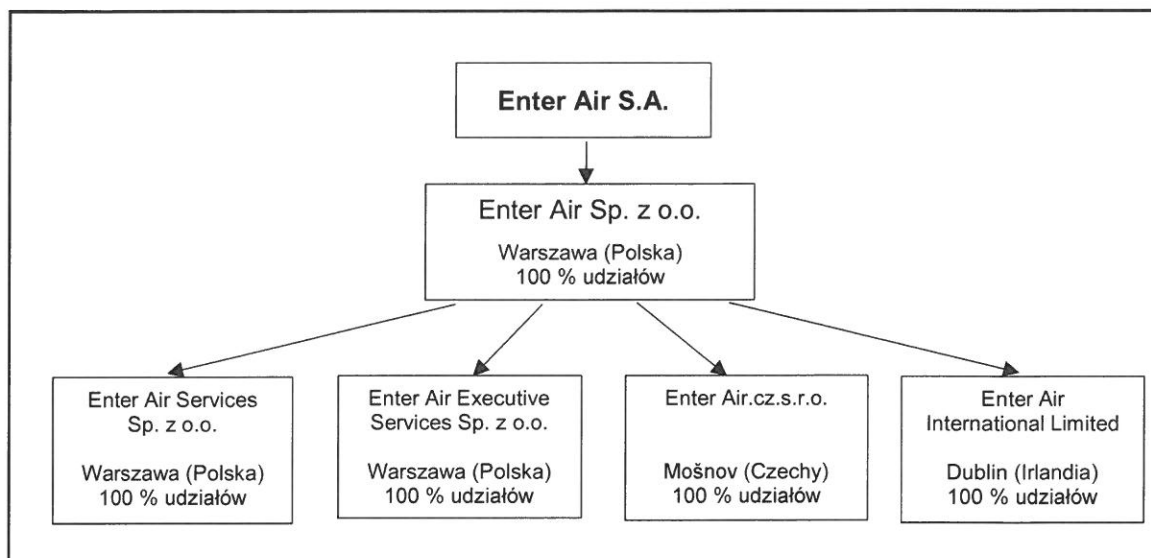 Enter Air S.A.
Enter Air Sp. z o.o.
Warszawa (Polska)
100 % udziałów
Enter Air Services
Sp. z o.o.
Warszawa (Polska)
100 % udziałów
Enter Air Executive
Services Sp. z o.o.
Warszawa (Polska)
100 % udziałów
Enter Air.cz.s.r.o.
Mošnov (Czechy)
100 % udziałów
Enter Air
International Limited
Dublin (Irlandia)
100 % udziałów